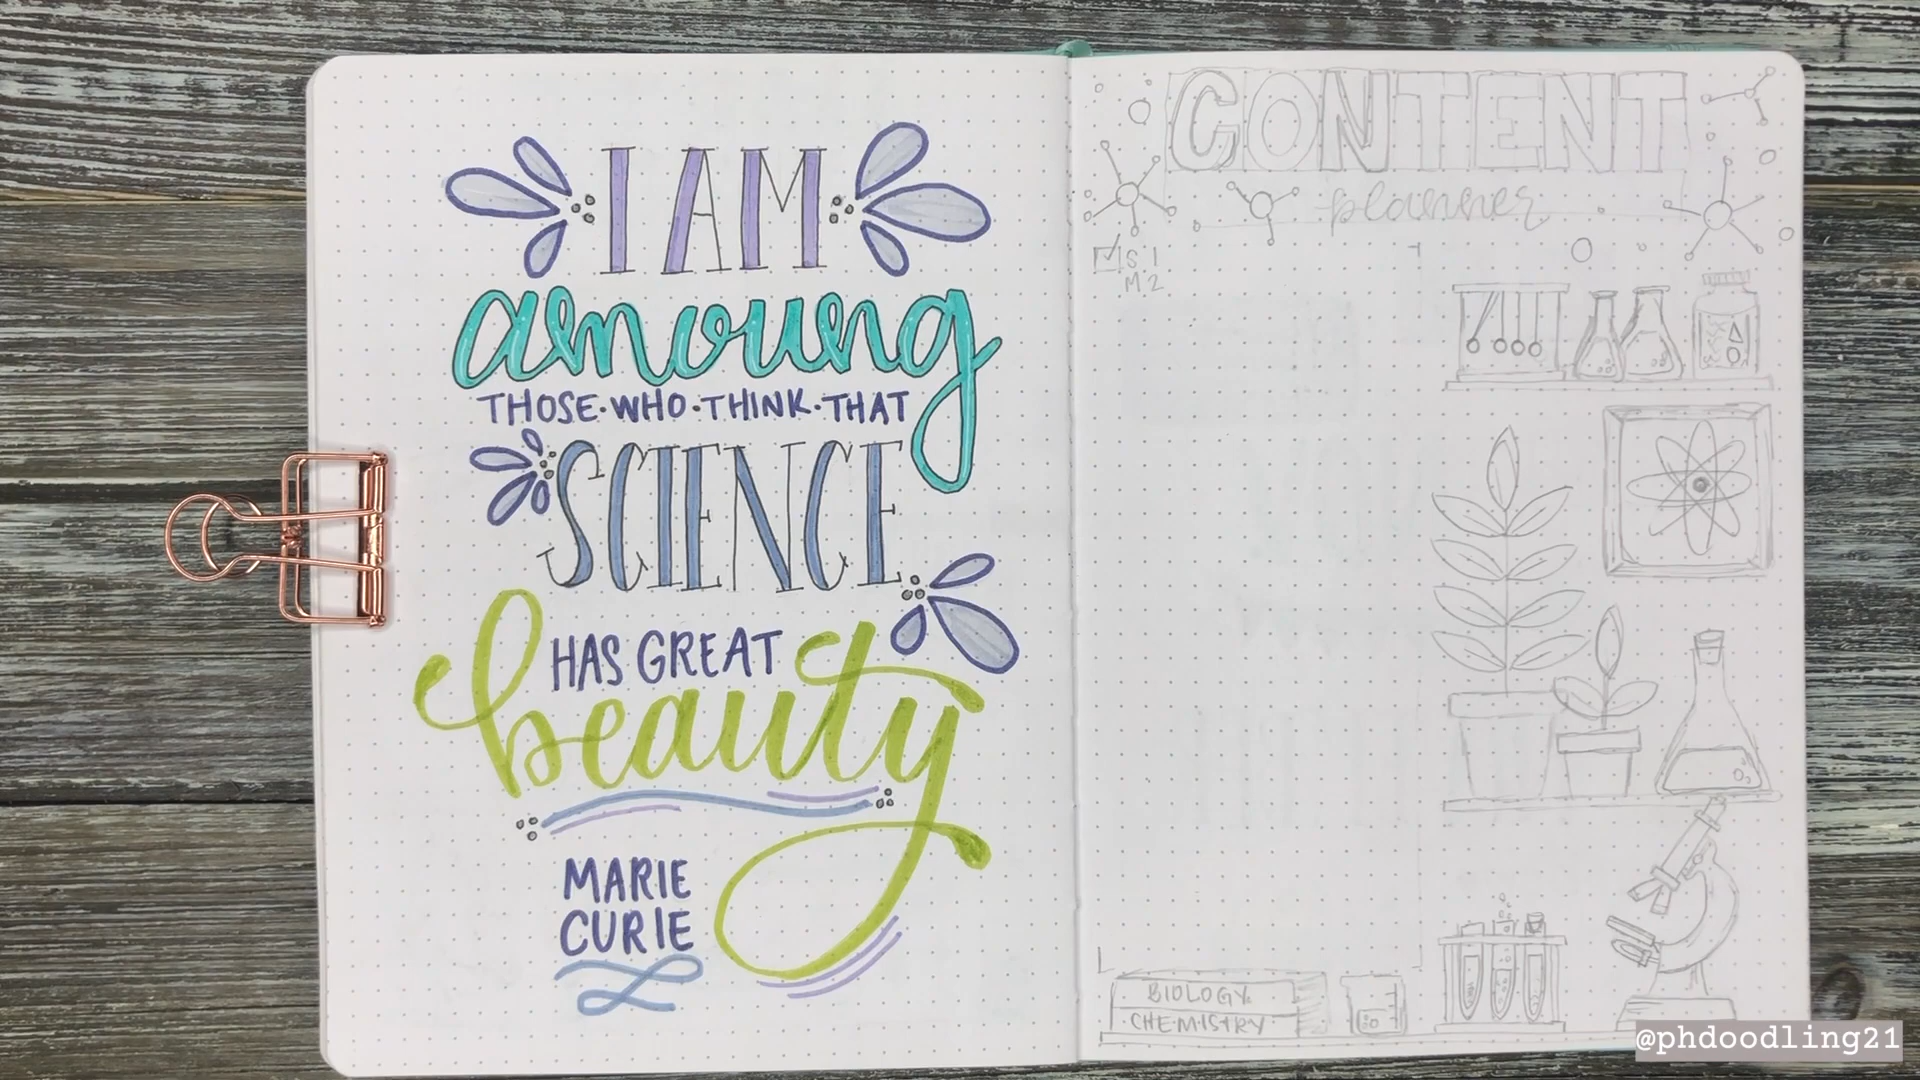 I AM
amoung
THOSE·WHO·THINK·THAT
SCIENCE
HAS GREAT
beauty
MARIE
CURIE
CONTENT
planner
S 1
M 2
BIOLOGY
CHEMISTRY
@phdoodling21